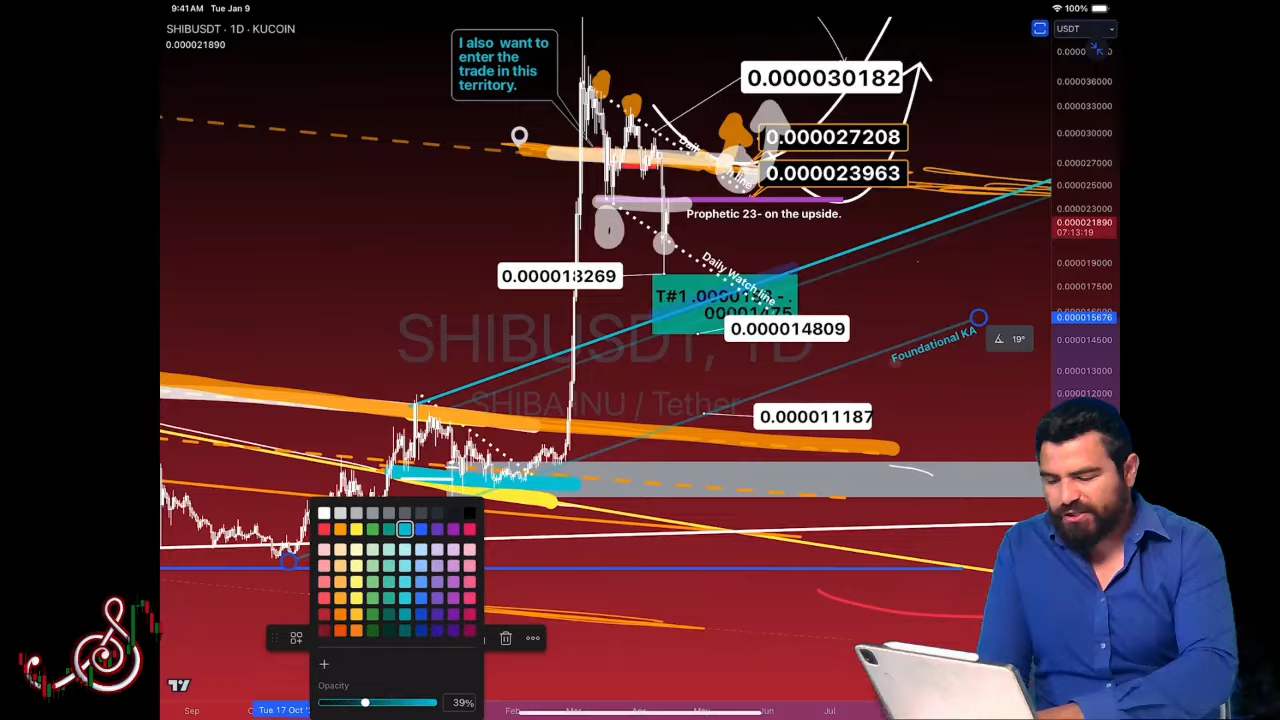 9:41 AM Tue Jan 9
100%
SHIBUSDT · 1D · KUCOIN
0.000021890
USDT
I also want to
enter the
trade in this
territory.
0.000030182
0.000027208
0.000023963
Prophetic 23- on the upside.
Daily Watch line
0.000018269
0.000014809
Foundational KA
19°
SHIBUSDT, 1D
SHIBA INU / Tether
0.000011187
0.000036000
0.000033000
0.000030000
0.000027000
0.000025000
0.000023000
0.000021890
07:13:19
0.000019000
0.000017500
0.000015676
0.000014500
0.000013000
0.000012000
Opacity
39%
Sep
Tue 17 Oct
Feb
Jul